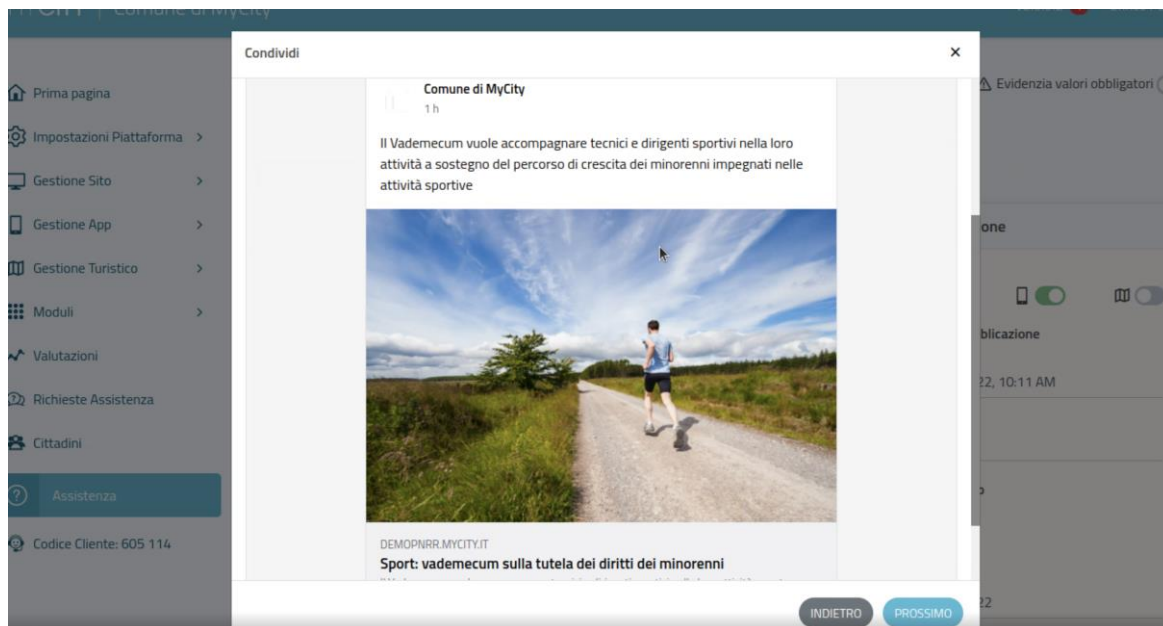 Comune di MyCity
Condividi
Prima pagina
Impostazioni Piattaforma
Gestione Sito
Gestione App
Gestione Turistico
Moduli
Valutazioni
Richieste Assistenza
Cittadini
Assistenza
Codice Cliente: 605 114
Comune di MyCity
1 h
Il Vademecum vuole accompagnare tecnici e dirigenti sportivi nella loro
attività a sostegno del percorso di crescita dei minorenni impegnati nelle
attività sportive
DEMOPNRR.MYCITY.IT
Sport: vademecum sulla tutela dei diritti dei minorenni
INDIETRO
PROSSIMO
Evidenzia valori obbligatori
one
blicazione
22, 10:11 AM
22